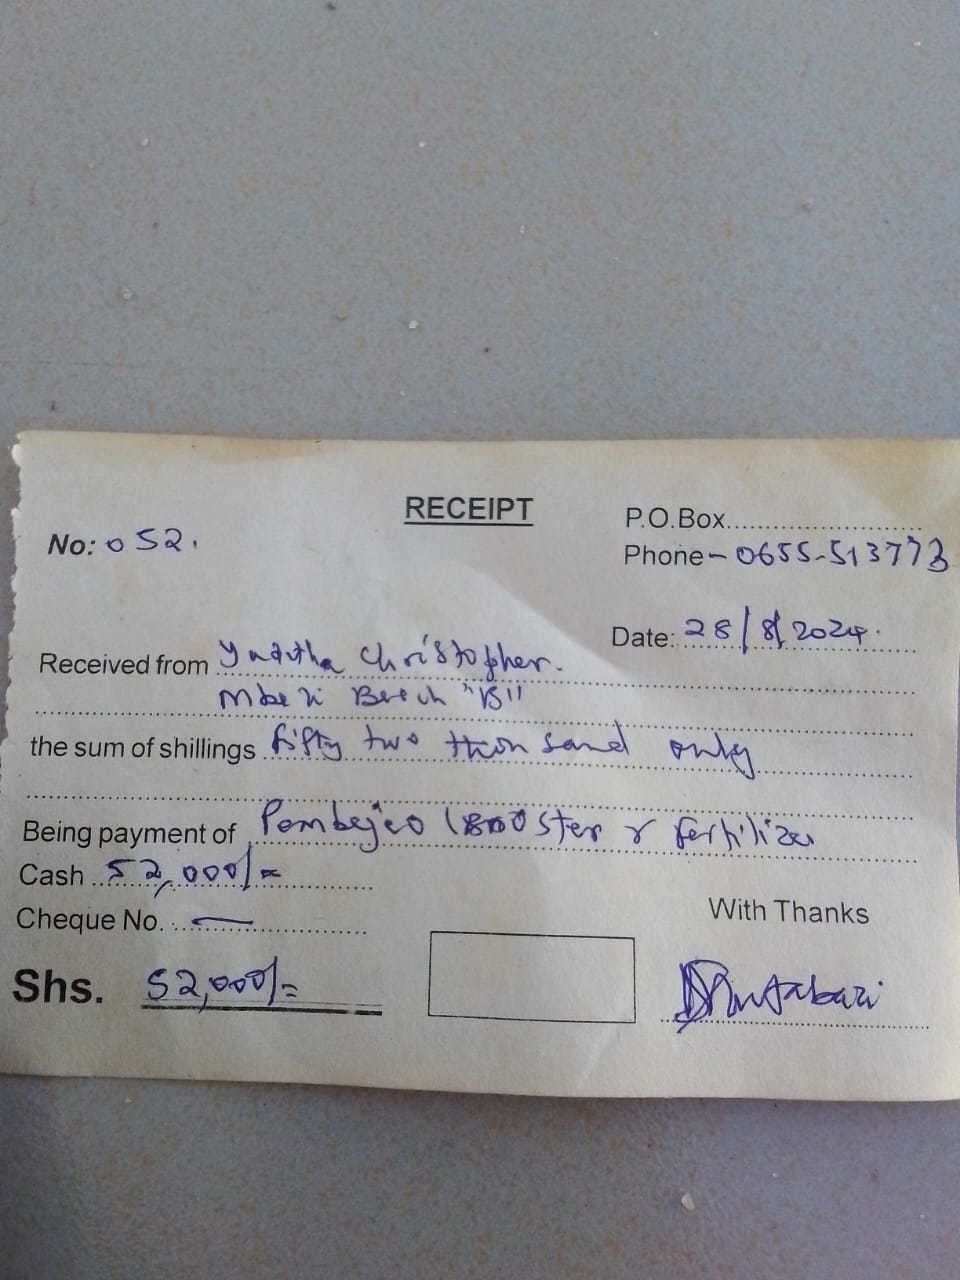 RECEIPT
No: 052.
P.O.Box........................
Phone - 0655-513773
Date: 28/8/2024.
Received from Christopher.
Mbezi Beach "B"
the sum of shillings fifty two thousand only
Being payment of Pembejeo (Booster & fertilizer
Cash 52,000/=
Cheque No. —
With Thanks
Shs. 52,000/=